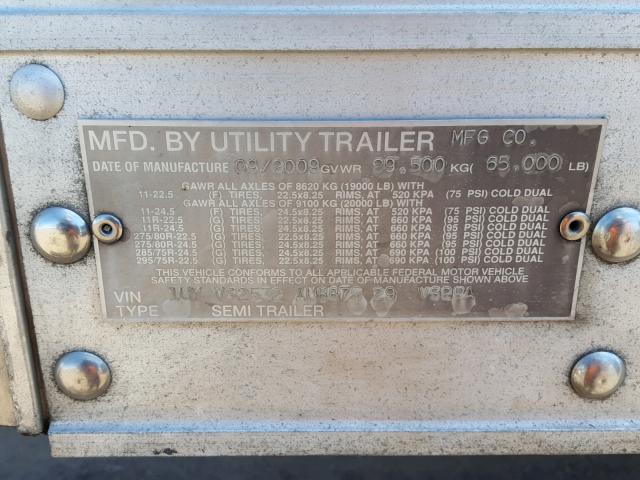 MFD. BY UTILITY TRAILER MFG CO.
DATE OF MANUFACTURE 09/2009 GVWR 29,500 KG( 65,000 LB)
GAWR ALL AXLES OF 8620 KG (19000 LB) WITH
11-22.5 (F) TIRES, 22.5x8.25 RIMS, AT 520 KPA (75 PSI) COLD DUAL
GAWR ALL AXLES OF 9100 KG (20000 LB) WITH
11-24.5 (F) TIRES, 24.5x8.25 RIMS, AT 520 KPA (75 PSI) COLD DUAL
11R-22.5 (G) TIRES, 22.5x8.25 RIMS, AT 660 KPA (95 PSI) COLD DUAL
11R-24.5 (G) TIRES, 24.5x8.25 RIMS, AT 660 KPA (95 PSI) COLD DUAL
275/80R-22.5 (G) TIRES, 22.5x8.25 RIMS, AT 660 KPA (95 PSI) COLD DUAL
275/80R-24.5 (G) TIRES, 24.5x8.25 RIMS, AT 660 KPA (95 PSI) COLD DUAL
285/75R-24.5 (G) TIRES, 24.5x8.25 RIMS, AT 690 KPA (100 PSI) COLD DUAL
295/75R-22.5 (G) TIRES, 22.5x8.25 RIMS, AT 690 KPA (100 PSI) COLD DUAL
THIS VEHICLE CONFORMS TO ALL APPLICABLE FEDERAL MOTOR VEHICLE
SAFETY STANDARDS IN EFFECT ON DATE OF MANUFACTURE SHOWN ABOVE
VIN
TYPE SEMI TRAILER